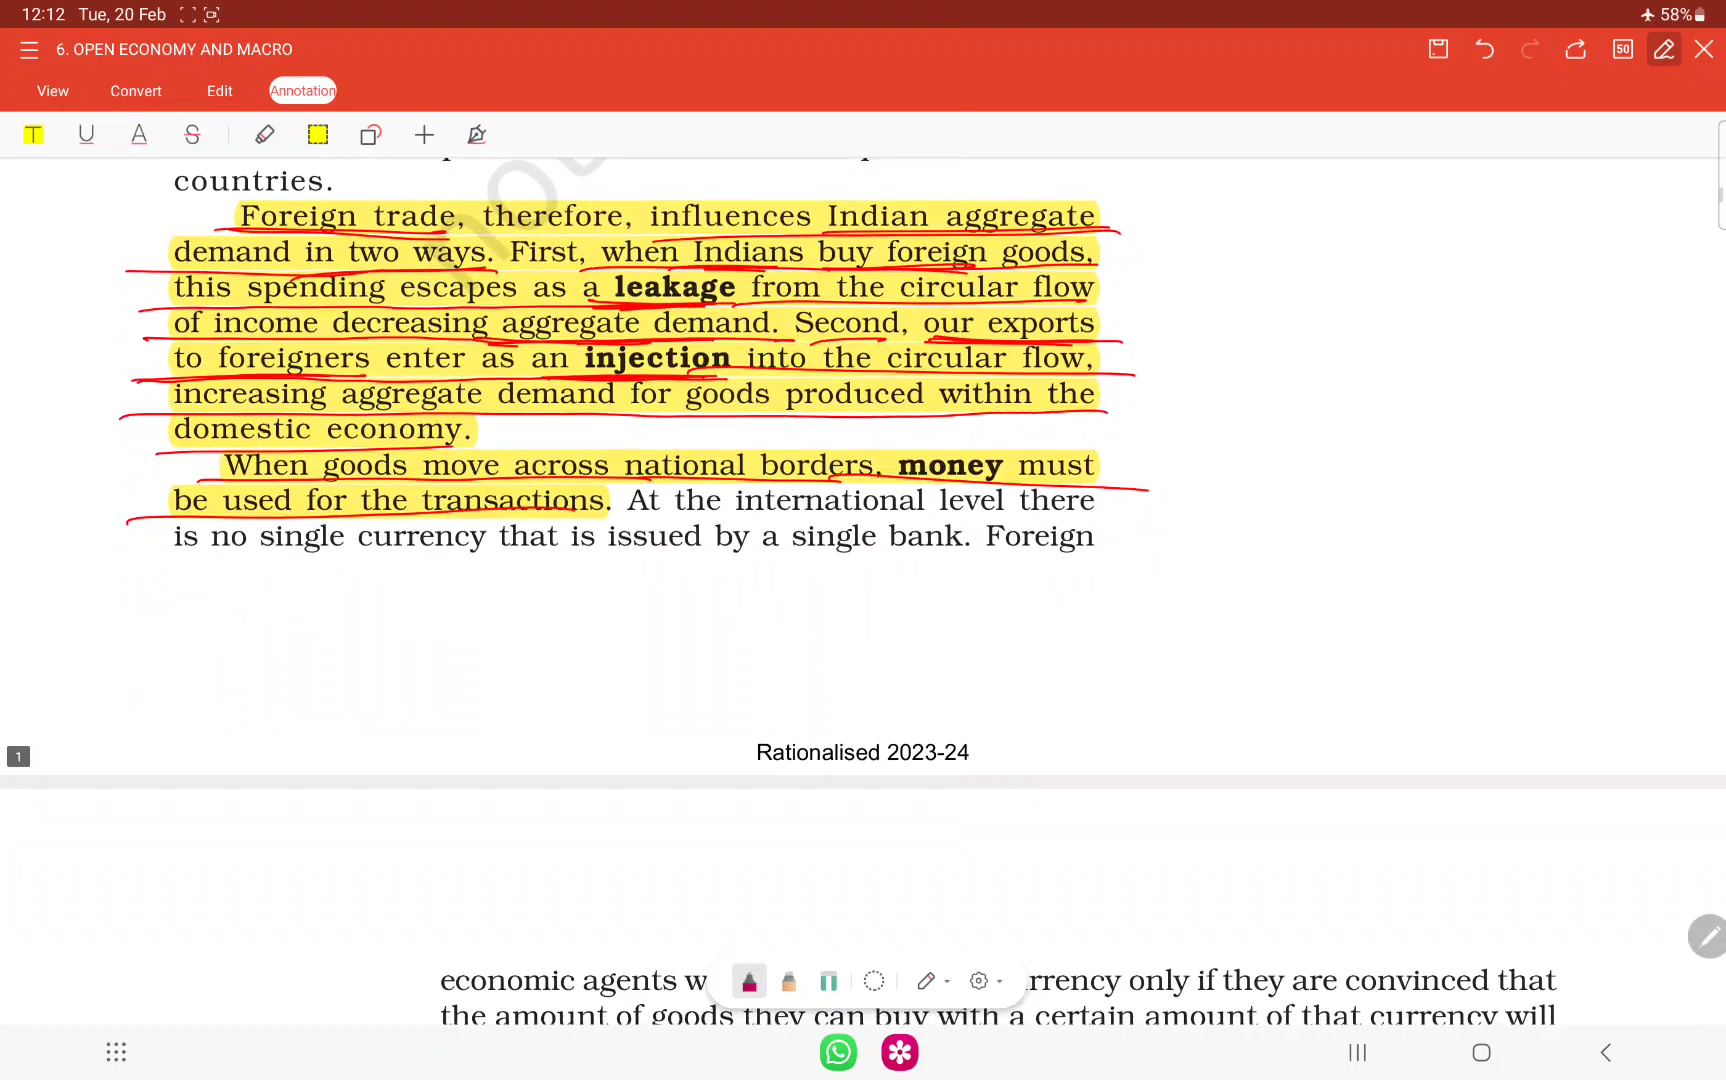 12:12 Tue, 20 Feb 58%
6. OPEN ECONOMY AND MACRO 50
View Convert Edit Annotation
T U A S
countries.
Foreign trade, therefore, influences Indian aggregate
demand in two ways. First, when Indians buy foreign goods,
this spending escapes as a leakage from the circular flow
of income decreasing aggregate demand. Second, our exports
to foreigners enter as an injection into the circular flow,
increasing aggregate demand for goods produced within the
domestic economy.
When goods move across national borders, money must
be used for the transactions. At the international level there
is no single currency that is issued by a single bank. Foreign
1
Rationalised 2023-24
economic agents w rrency only if they are convinced that
the amount of goods they can buy with a certain amount of that currency will